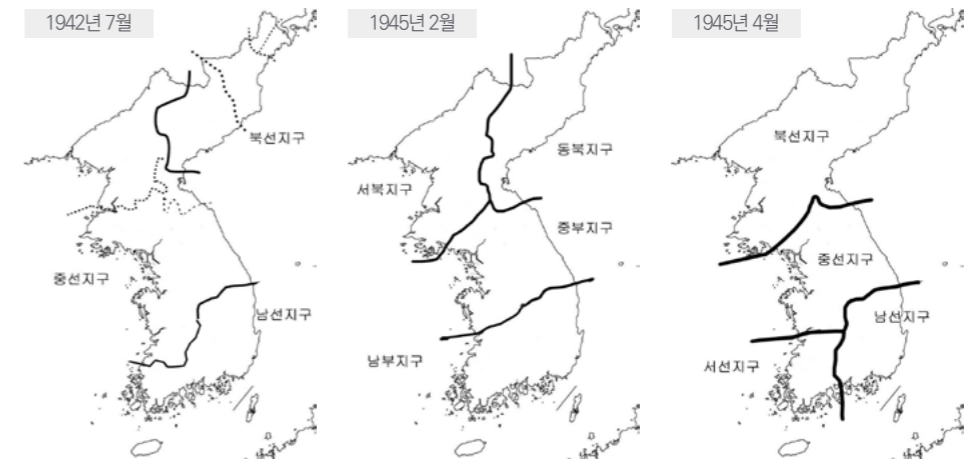 1942년 7월
북선지구
중선지구
남선지구
1945년 2월
동북지구
서북지구
중부지구
남부지구
1945년 4월
북선지구
중선지구
남선지구
서선지구